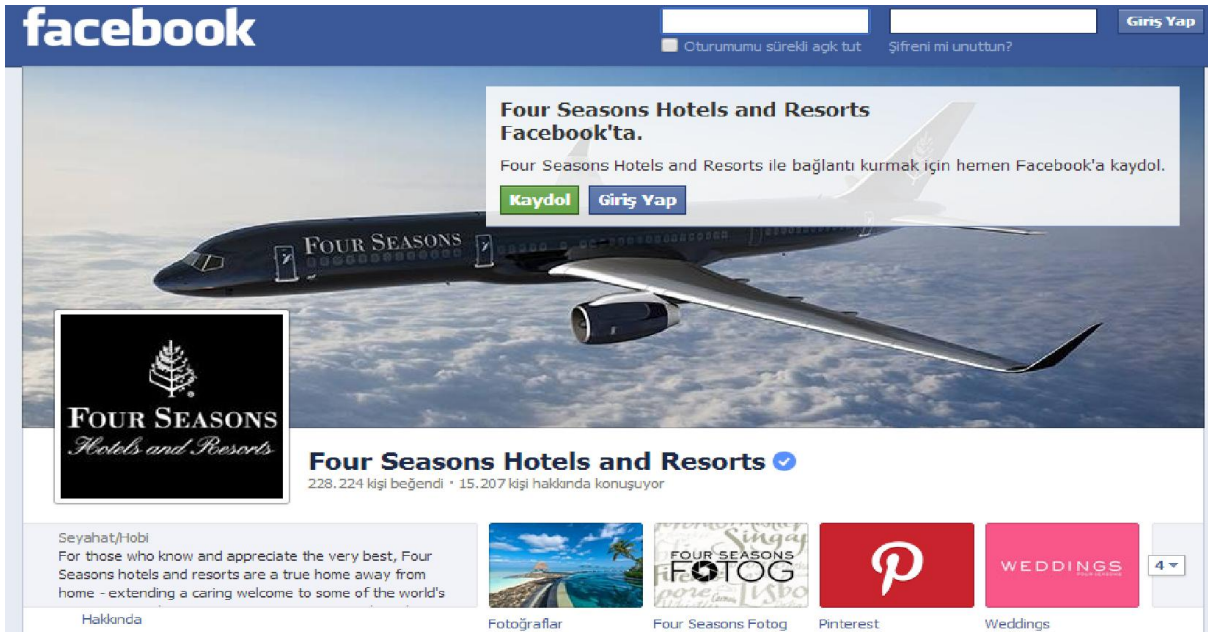 facebook
Giriş Yap
Oturumumu sürekli açık tut
Şifreni mi unuttun?
Four Seasons Hotels and Resorts
Facebook'ta.
Four Seasons Hotels and Resorts ile bağlantı kurmak için hemen Facebook'a kaydol.
Kaydol
Giriş Yap
FOUR SEASONS
FOUR SEASONS
Hotels and Resorts
Four Seasons Hotels and Resorts
228.224 kişi beğendi · 15.207 kişi hakkında konuşuyor
Seyahat/Hobi
For those who know and appreciate the very best, Four
Seasons hotels and resorts are a true home away from
home - extending a caring welcome to some of the world's
Hakkında
Singap
FOUR SEASONS
FOTOG
WEDDINGS
FOUR SEASONS
4
Fotoğraflar
Four Seasons Fotog
Pinterest
Weddings